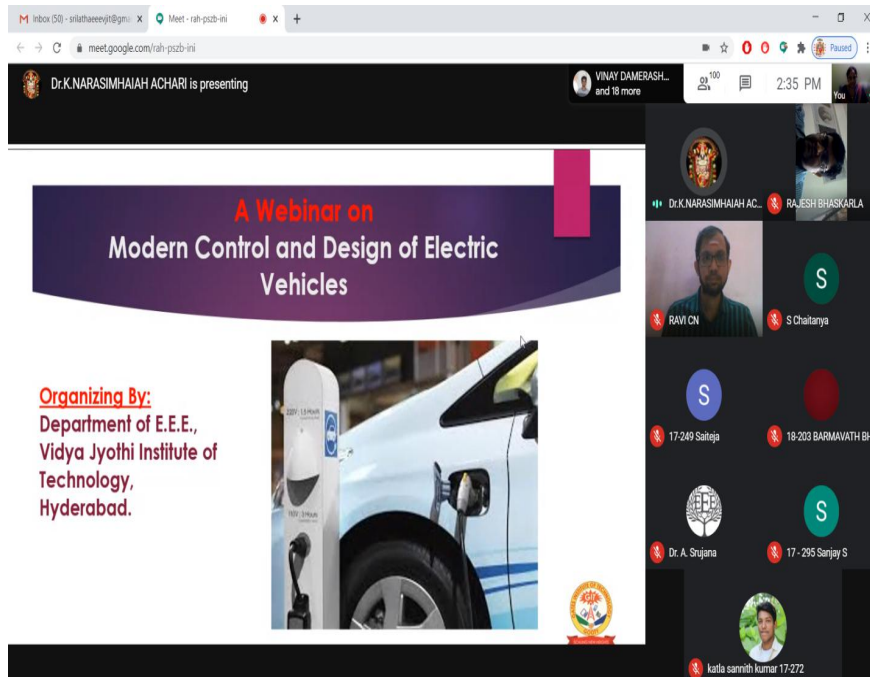 Inbox (50) - srilathaeeevjit@gma
Meet - rah-pszb-ini
meet.google.com/rah-pszb-ini
Paused
Dr.K.NARASIMHAIAH ACHARI is presenting
VINAY DAMERASH...
and 18 more
100
2:35 PM
You
A Webinar on
Modern Control and Design of Electric
Vehicles
Organizing By:
Department of E.E.E.,
Vidya Jyothi Institute of
Technology,
Hyderabad.
Dr.K.NARASIMHAIAH AC...
RAJESH BHASKARLA
RAVI CN
S
S Chaitanya
S
17-249 Saiteja
18-203 BARMAVATH BH
EEE
Dr. A. Srujana
S
17 - 295 Sanjay S
katla sannith kumar 17-272